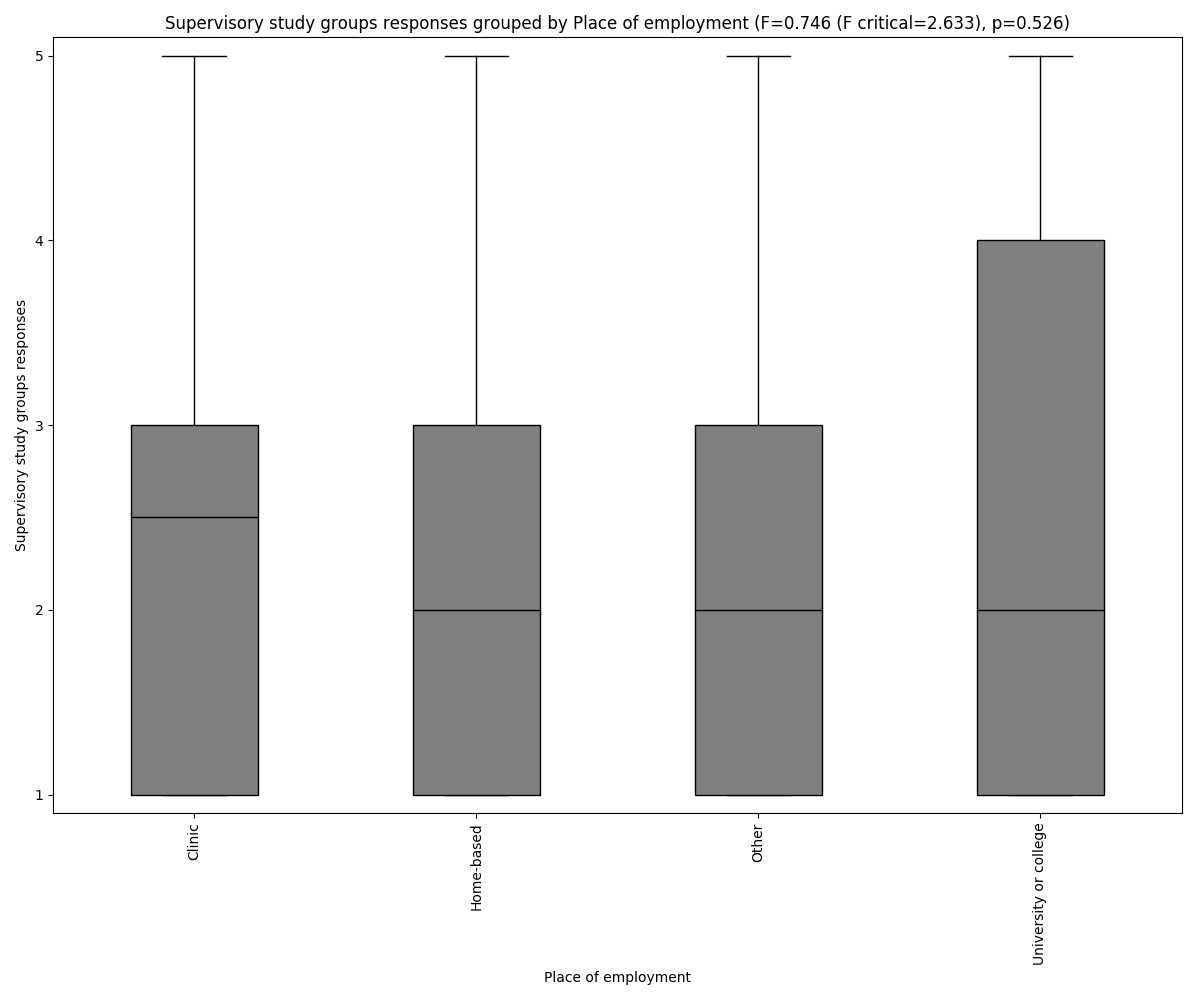 Supervisory study groups responses grouped by Place of employment (F=0.746 (F critical=2.633), p=0.526)
Supervisory study groups responses
5
4
3
2
1
Clinic
Home-based
Other
University or college
Place of employment